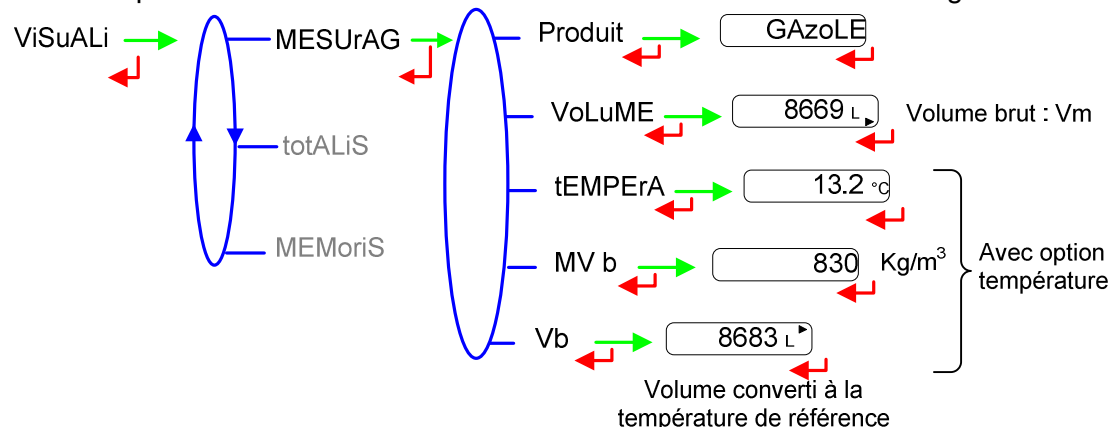 ViSuALi
MESUrAG
totALiS
MEMoriS
Produit
GAzoLE
VoLuME
8669 L
Volume brut : Vm
tEMPErA
13.2 °C
MV b
830
Kg/m³
Avec option
température
Vb
8683 L
Volume converti à la
température de référence